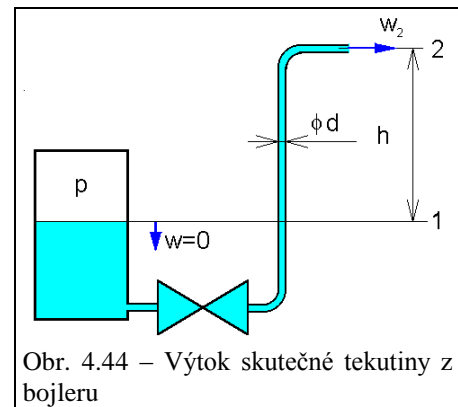 w₂
2
ϕd
h
p
1
w=0
Obr. 4.44 – Výtok skutečné tekutiny z
bojleru